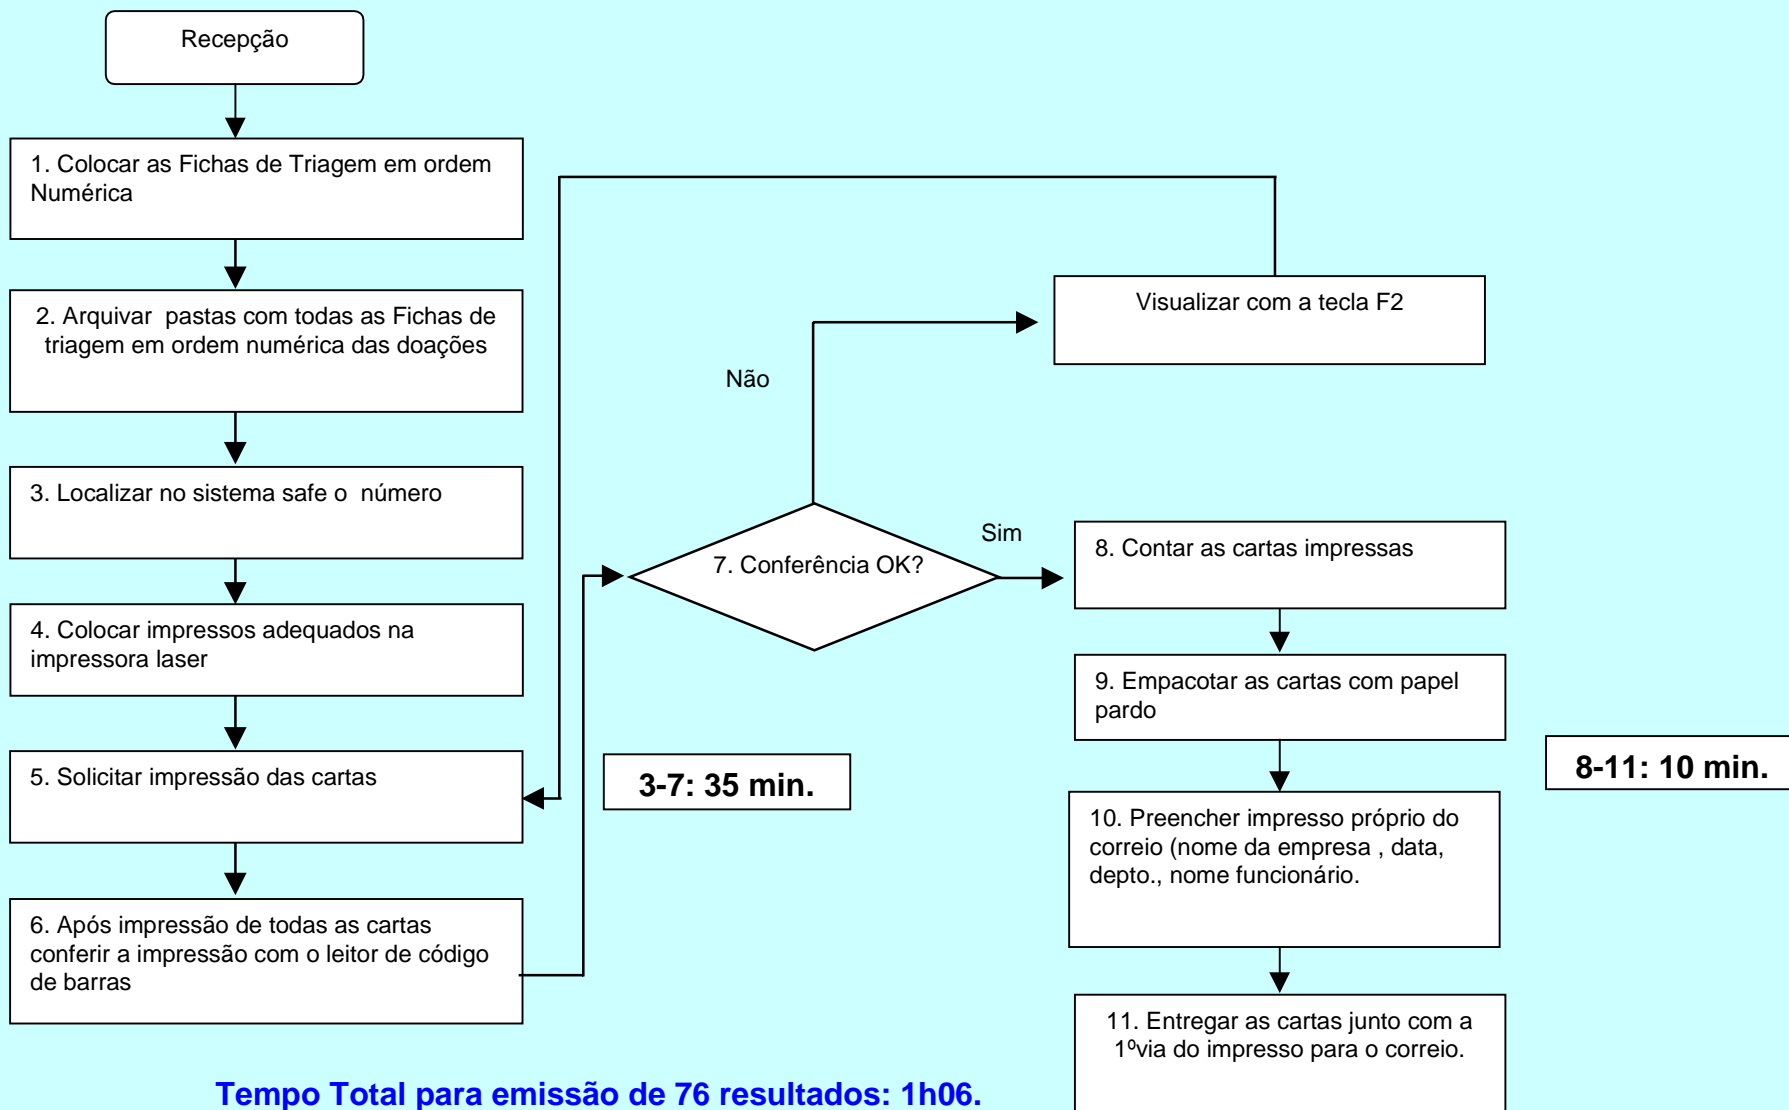 Recepção
1. Colocar as Fichas de Triagem em ordem
Numérica
2. Arquivar pastas com todas as Fichas de
triagem em ordem numérica das doações
3. Localizar no sistema safe o número
4. Colocar impressos adequados na
impressora laser
5. Solicitar impressão das cartas
6. Após impressão de todas as cartas
conferir a impressão com o leitor de código
de barras
3-7: 35 min.
7. Conferência OK?
Não
Visualizar com a tecla F2
Sim
8. Contar as cartas impressas
9. Empacotar as cartas com papel
pardo
10. Preencher impresso próprio do
correio (nome da empresa , data,
depto., nome funcionário.
11. Entregar as cartas junto com a
1ºvia do impresso para o correio.
8-11: 10 min.
Tempo Total para emissão de 76 resultados: 1h06.